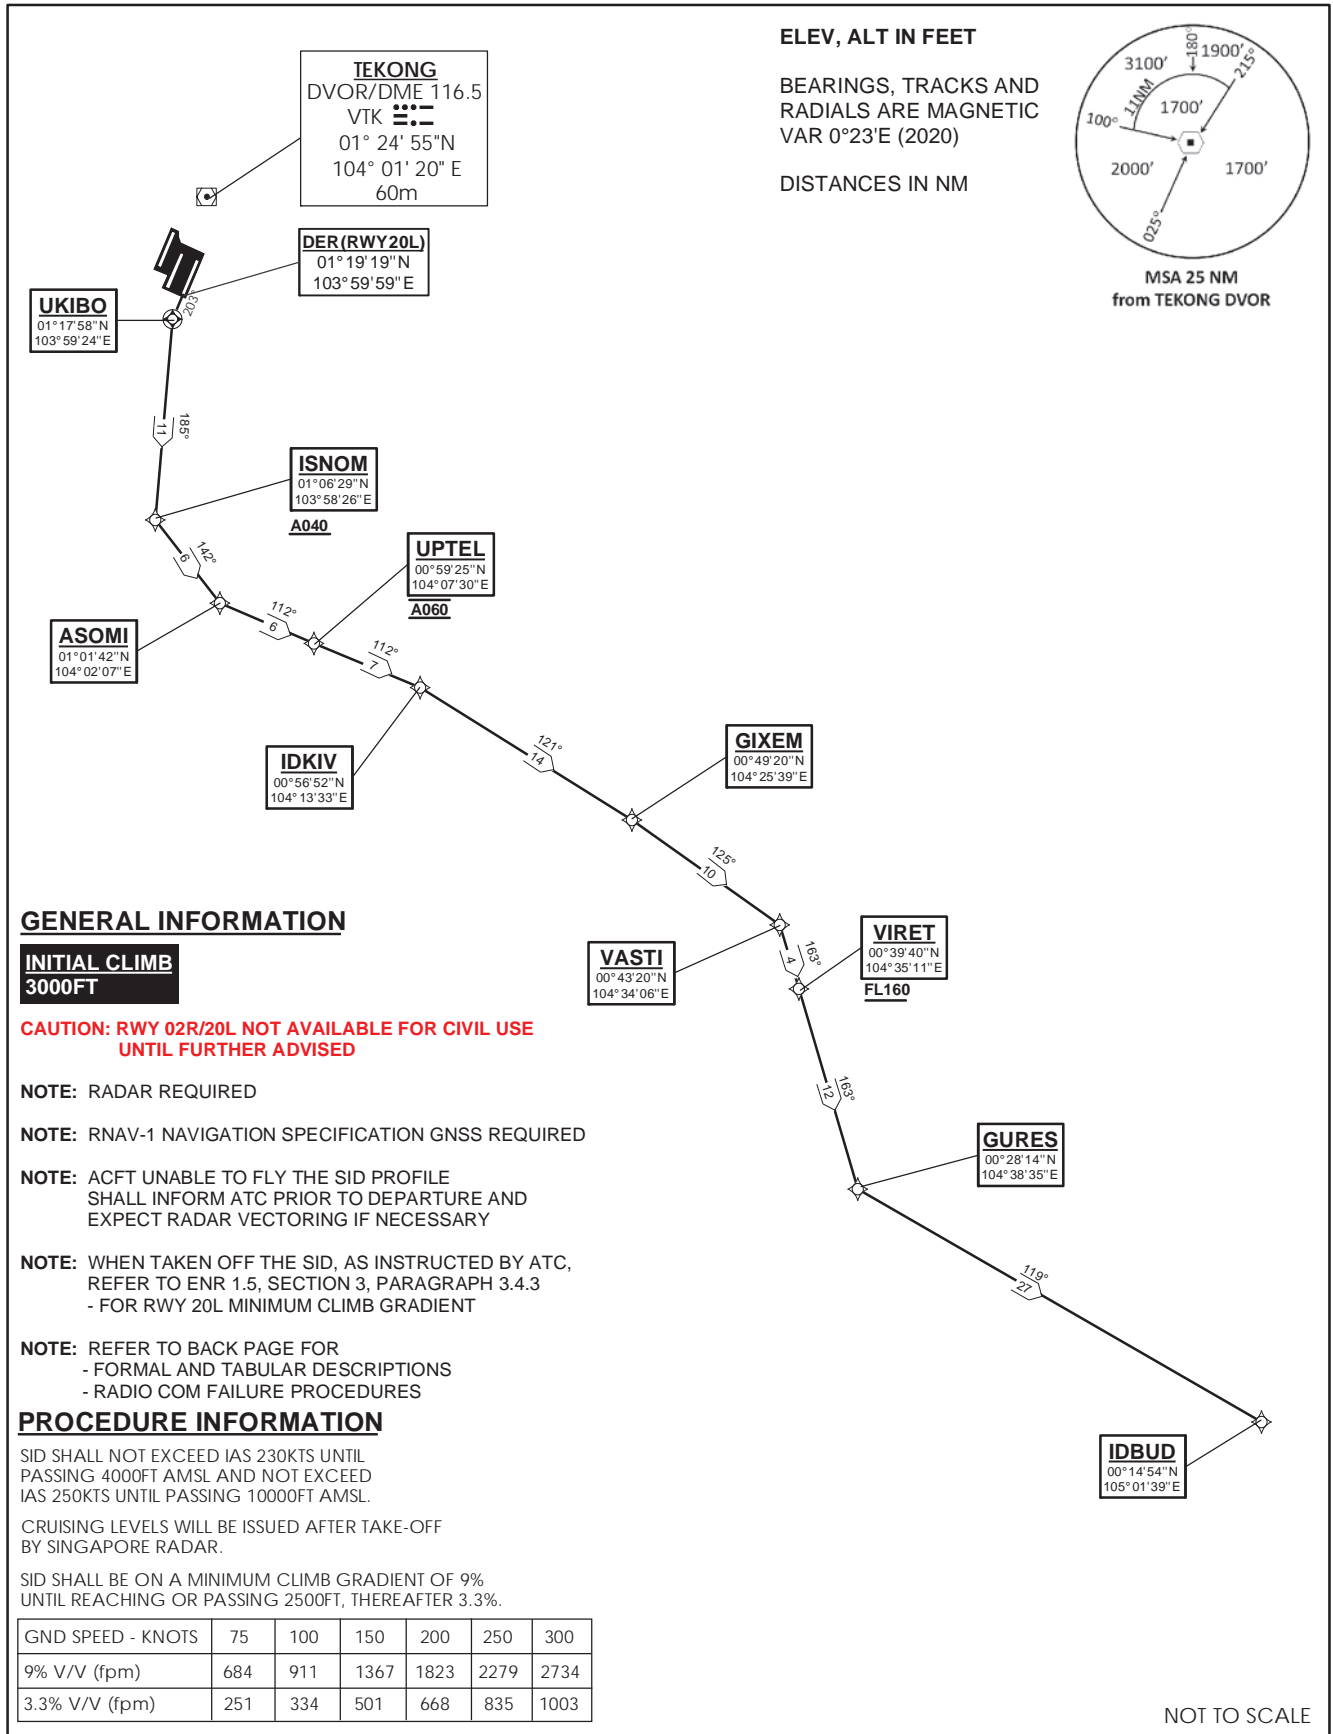 TEKONG
DVOR/DME 116.5
VTK
01° 24' 55"N
104° 01' 20" E
60m
ELEV, ALT IN FEET
BEARINGS, TRACKS AND
RADIALS ARE MAGNETIC
VAR 0°23'E (2020)
DISTANCES IN NM
3100'
180°
1900'
215°
11NM
1700'
100°
2000'
1700'
025°
MSA 25 NM
from TEKONG DVOR
DER(RWY20L)
01°19'19"N
103°59'59"E
203°
UKIBO
01°17'58"N
103°59'24"E
185°
11
ISNOM
01°06'29"N
103°58'26"E
A040
142°
6
UPTEL
00°59'25"N
104°07'30"E
A060
ASOMI
01°01'42"N
104°02'07"E
112°
6
112°
7
IDKIV
00°56'52"N
104°13'33"E
121°
14
GIXEM
00°49'20"N
104°25'39"E
125°
10
VASTI
00°43'20"N
104°34'06"E
163°
4
VIRET
00°39'40"N
104°35'11"E
FL160
163°
12
GURES
00°28'14"N
104°38'35"E
119°
27
IDBUD
00°14'54"N
105°01'39"E
GENERAL INFORMATION
INITIAL CLIMB
3000FT
CAUTION: RWY 02R/20L NOT AVAILABLE FOR CIVIL USE
UNTIL FURTHER ADVISED
NOTE: RADAR REQUIRED
NOTE: RNAV-1 NAVIGATION SPECIFICATION GNSS REQUIRED
NOTE: ACFT UNABLE TO FLY THE SID PROFILE
SHALL INFORM ATC PRIOR TO DEPARTURE AND
EXPECT RADAR VECTORING IF NECESSARY
NOTE: WHEN TAKEN OFF THE SID, AS INSTRUCTED BY ATC,
REFER TO ENR 1.5, SECTION 3, PARAGRAPH 3.4.3
- FOR RWY 20L MINIMUM CLIMB GRADIENT
NOTE: REFER TO BACK PAGE FOR
- FORMAL AND TABULAR DESCRIPTIONS
- RADIO COM FAILURE PROCEDURES
PROCEDURE INFORMATION
SID SHALL NOT EXCEED IAS 230KTS UNTIL
PASSING 4000FT AMSL AND NOT EXCEED
IAS 250KTS UNTIL PASSING 10000FT AMSL.
CRUISING LEVELS WILL BE ISSUED AFTER TAKE-OFF
BY SINGAPORE RADAR.
SID SHALL BE ON A MINIMUM CLIMB GRADIENT OF 9%
UNTIL REACHING OR PASSING 2500FT, THEREAFTER 3.3%.
GND SPEED - KNOTS 75 100 150 200 250 300
9% V/V (fpm) 684 911 1367 1823 2279 2734
3.3% V/V (fpm) 251 334 501 668 835 1003
NOT TO SCALE